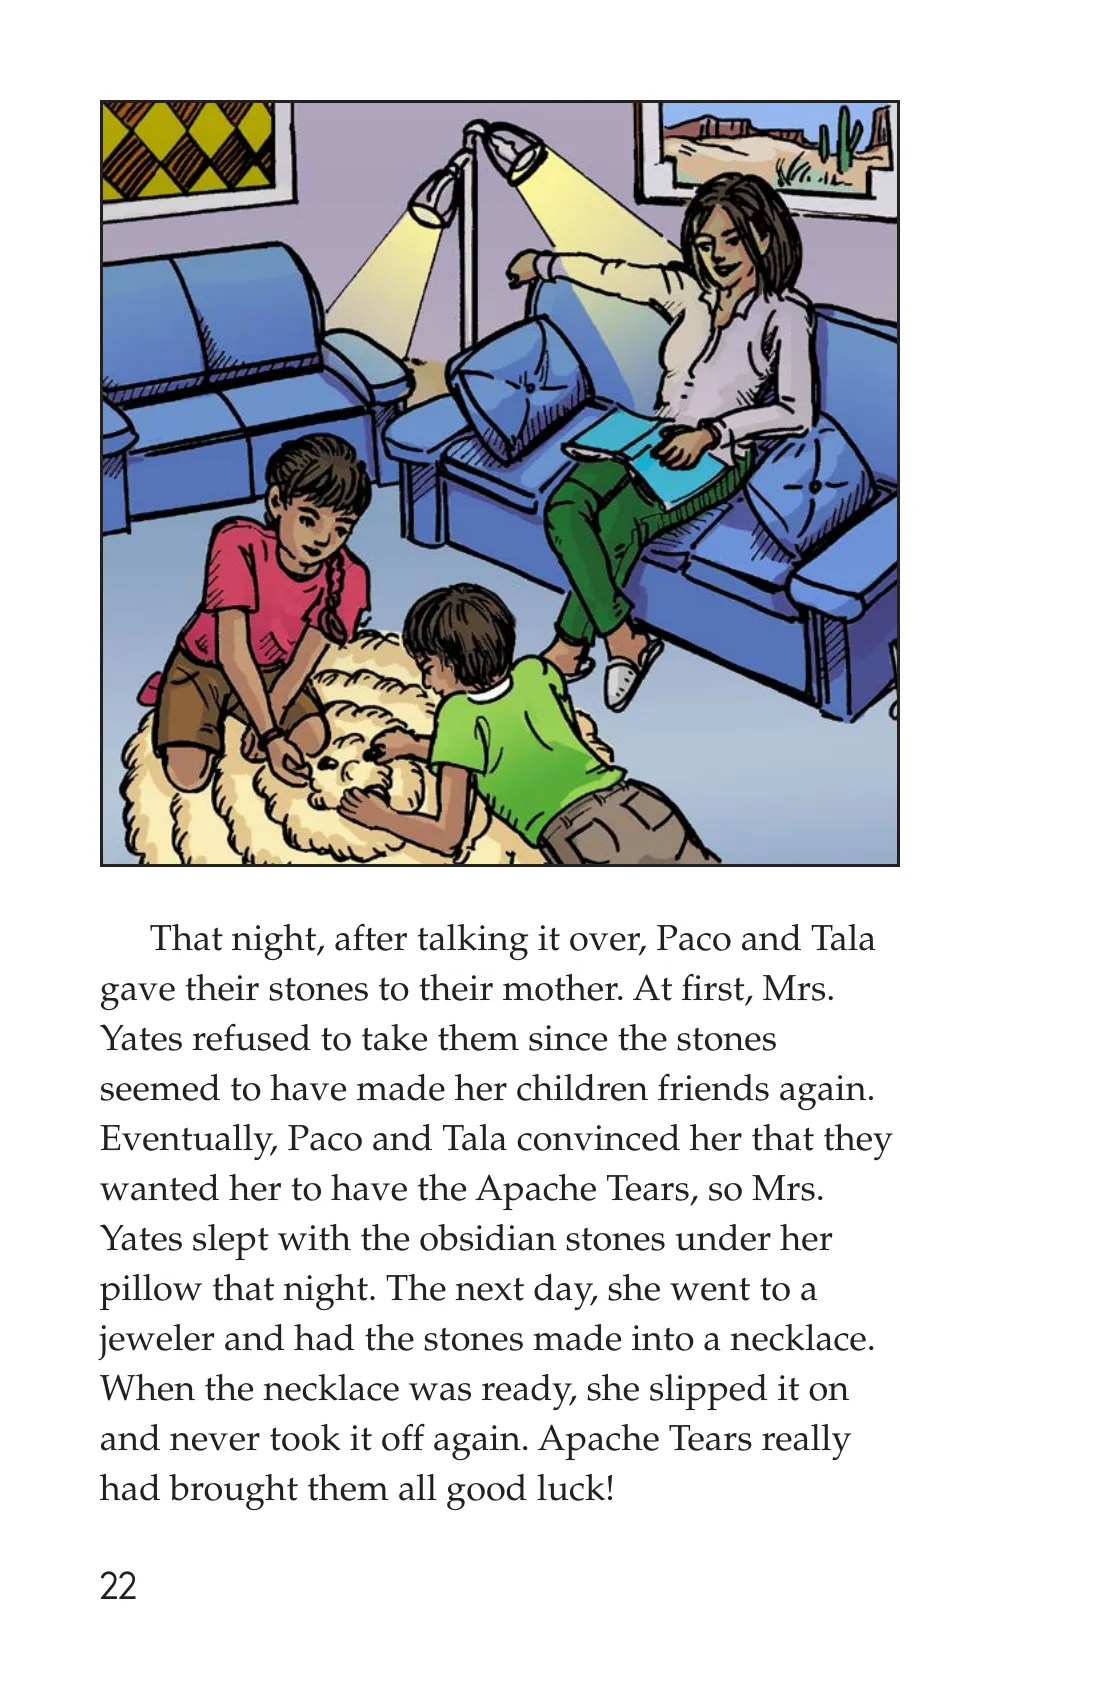 That night, after talking it over, Paco and Tala
gave their stones to their mother. At first, Mrs.
Yates refused to take them since the stones
seemed to have made her children friends again.
Eventually, Paco and Tala convinced her that they
wanted her to have the Apache Tears, so Mrs.
Yates slept with the obsidian stones under her
pillow that night. The next day, she went to a
jeweler and had the stones made into a necklace.
When the necklace was ready, she slipped it on
and never took it off again. Apache Tears really
had brought them all good luck!
22